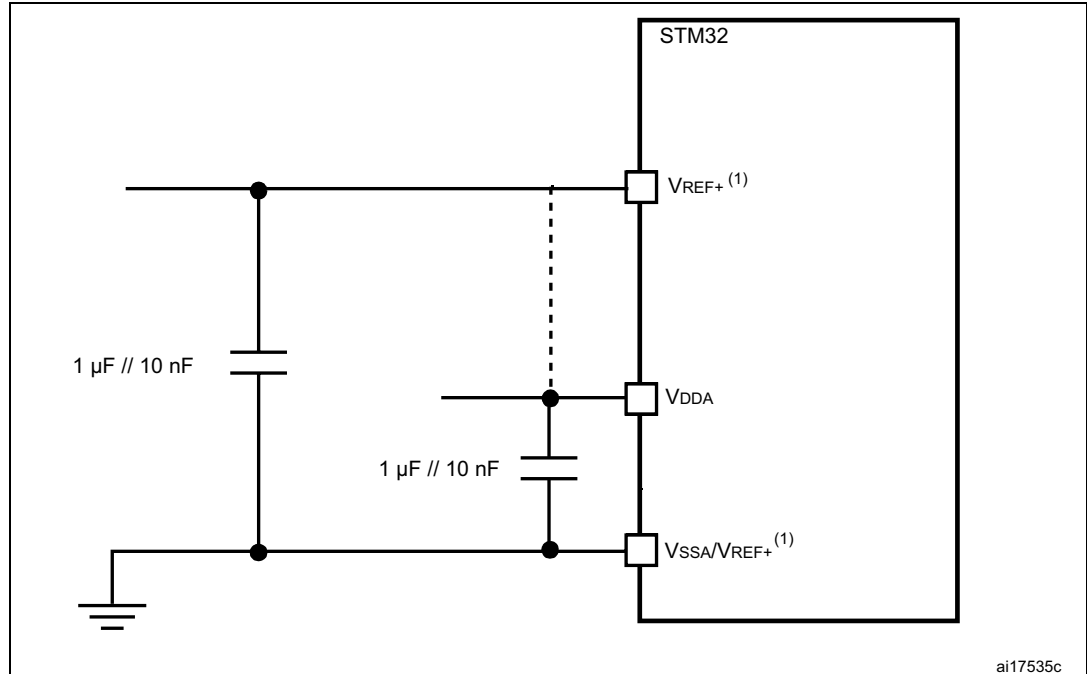 STM32
VREF+ (1)
1 µF // 10 nF
VDDA
1 µF // 10 nF
VSSA/VREF+ (1)
ai17535c